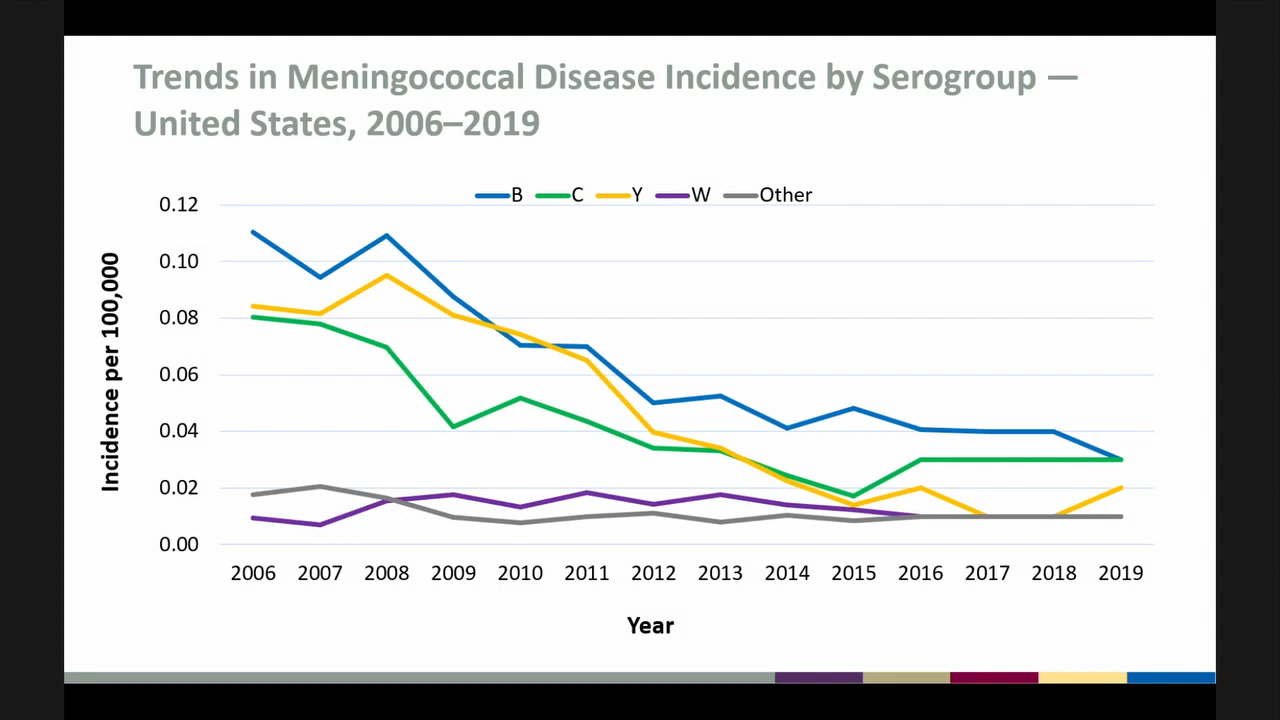 Trends in Meningococcal Disease Incidence by Serogroup —
United States, 2006–2019
B C Y W Other
0.12
0.10
0.08
0.06
0.04
0.02
0.00
Incidence per 100,000
2006 2007 2008 2009 2010 2011 2012 2013 2014 2015 2016 2017 2018 2019
Year